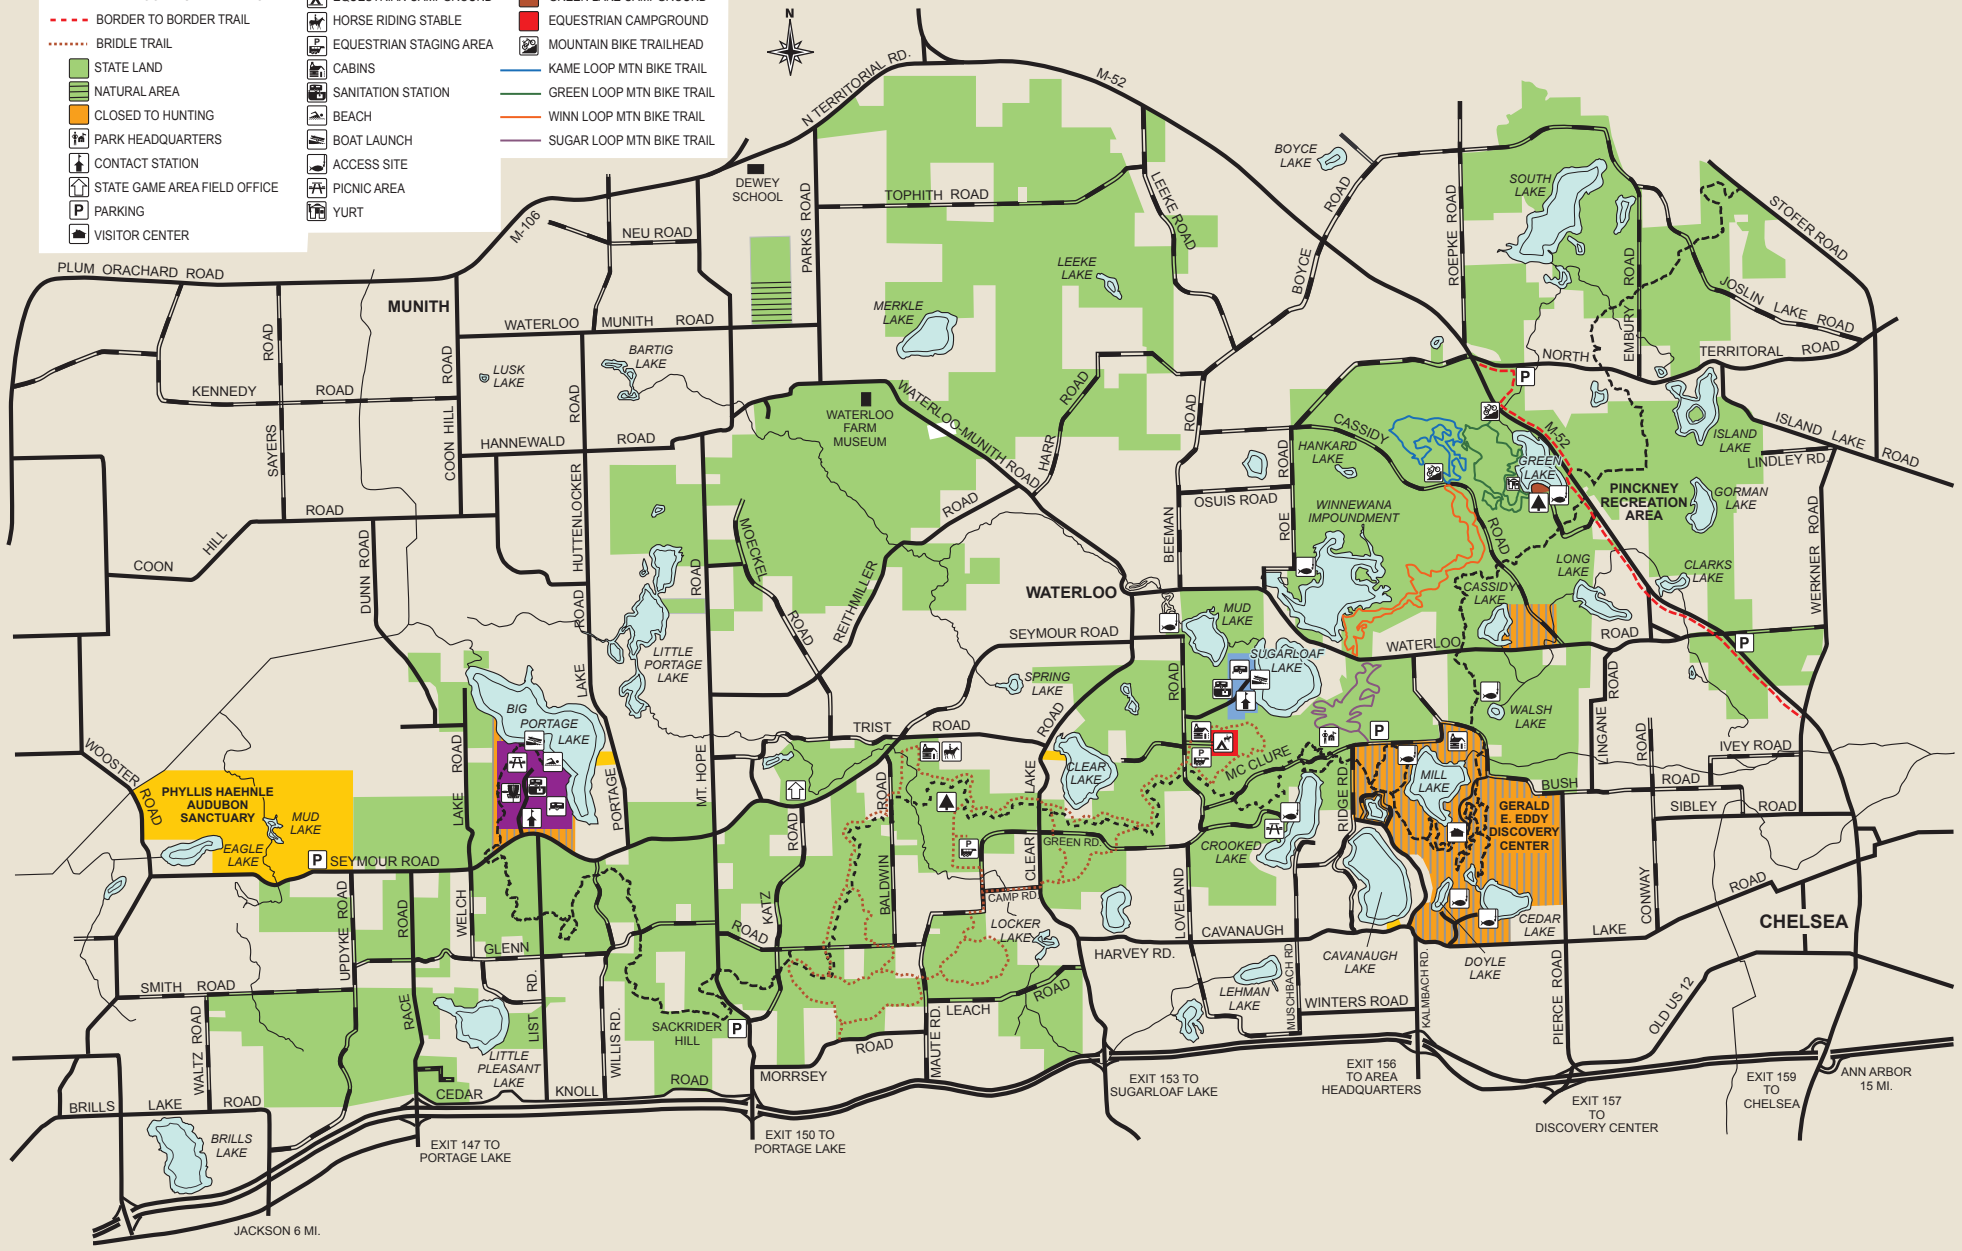 BORDER TO BORDER TRAIL
BRIDLE TRAIL
STATE LAND
NATURAL AREA
CLOSED TO HUNTING
PARK HEADQUARTERS
CONTACT STATION
STATE GAME AREA FIELD OFFICE
P PARKING
VISITOR CENTER
EQUESTRIAN CAMPGROUND
HORSE RIDING STABLE
EQUESTRIAN STAGING AREA
CABINS
SANITATION STATION
BEACH
BOAT LAUNCH
ACCESS SITE
PICNIC AREA
YURT
GREEN LAKE CAMPGROUND
EQUESTRIAN CAMPGROUND
MOUNTAIN BIKE TRAILHEAD
KAME LOOP MTN BIKE TRAIL
GREEN LOOP MTN BIKE TRAIL
WINN LOOP MTN BIKE TRAIL
SUGAR LOOP MTN BIKE TRAIL
N
N TERRITORIAL RD.
M-52
BOYCE
LAKE
DEWEY
SCHOOL
PARKS ROAD
TOPHITH ROAD
LEEKE ROAD
BOYCE ROAD
ROEPKE ROAD
SOUTH
LAKE
STOFER ROAD
M-106
NEU ROAD
LEEKE
LAKE
EMBURY ROAD
JOSLIN LAKE ROAD
PLUM ORACHARD ROAD
MUNITH
WATERLOO MUNITH ROAD
MERKLE
LAKE
NORTH TERRITORAL ROAD
SAYERS ROAD
COON HILL ROAD
LUSK
LAKE
BARTIG
LAKE
KENNEDY ROAD
P
HUTTENLOCKER ROAD
WATERLOO
FARM
MUSEUM
WATERLOO-MUNITH ROAD
HARR ROAD
BEEMAN ROAD
CASSIDY ROAD
HANKARD
LAKE
M-52
GREEN
LAKE
ISLAND
LAKE
ISLAND LAKE ROAD
LINDLEY RD.
HANNEWALD ROAD
OSUIS ROAD
ROE ROAD
WINNEWANA
IMPOUNDMENT
PINCKNEY
RECREATION
AREA
GORMAN
LAKE
COON HILL ROAD
DUNN ROAD
MOECKEL ROAD
REITHMILLER ROAD
MT. HOPE ROAD
LONG
LAKE
CLARKS
LAKE
WERKNER ROAD
WATERLOO
CASSIDY
LAKE
MUD
LAKE
SEYMOUR ROAD
WATERLOO ROAD
P
LITTLE
PORTAGE
LAKE
SPRING
LAKE
SUGARLOAF
LAKE
PORTAGE LAKE ROAD
BIG
PORTAGE
LAKE
WALSH
LAKE
LINGANE ROAD
TRIST ROAD
CLEAR LAKE ROAD
LOVELAND ROAD
P
IVEY ROAD
WOOSTER ROAD
PHYLLIS HAEHNLE
AUDUBON
SANCTUARY
MUD
LAKE
EAGLE
LAKE
P
SEYMOUR ROAD
WELCH LAKE ROAD
CLEAR
LAKE
MC CLURE
RIDGE RD
MILL
LAKE
BUSH ROAD
SIBLEY ROAD
GERALD
E. EDDY
DISCOVERY
CENTER
P
P
GREEN RD.
CROOKED
LAKE
CAMP RD.
BALDWIN ROAD
KATZ ROAD
CONWAY ROAD
CHELSEA
UPDYKE ROAD
RACE ROAD
GLENN ROAD
LOCKER
LAKE
CAVANAUGH LAKE ROAD
HARVEY RD.
CEDAR
LAKE
CAVANAUGH
LAKE
DOYLE
LAKE
SMITH ROAD
LEHMAN
LAKE
MUSCHBACH RD
WINTERS ROAD
KALMBACH RD.
PIERCE ROAD
OLD US 12
WALTZ ROAD
LIST RD.
WILLIS RD.
SACKRIDER
HILL
P
LEACH ROAD
MAUTE RD.
LITTLE
PLEASANT
LAKE
MORRSEY ROAD
CEDAR KNOLL ROAD
BRILLS LAKE ROAD
BRILLS
LAKE
EXIT 147 TO
PORTAGE LAKE
EXIT 150 TO
PORTAGE LAKE
EXIT 153 TO
SUGARLOAF LAKE
EXIT 156
TO AREA
HEADQUARTERS
EXIT 157
TO
DISCOVERY CENTER
EXIT 159
TO
CHELSEA
ANN ARBOR
15 MI.
JACKSON 6 MI.